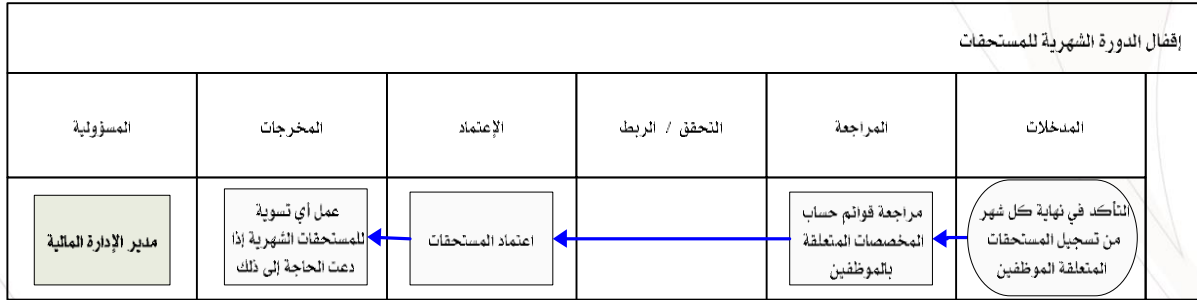 إقفال الدورة الشهرية للمستحقات
المدخلات
المراجعة
التحقق / الربط
الإعتماد
المخرجات
المسؤولية
التأكد في نهاية كل شهر
من تسجيل المستحقات
المتعلقة الموظفين
مراجعة قوائم حساب
المخصصات المتعلقة
بالموظفين
اعتماد المستحقات
عمل أي تسوية
للمستحقات الشهرية إذا
دعت الحاجة إلى ذلك
مدير الإدارة المالية